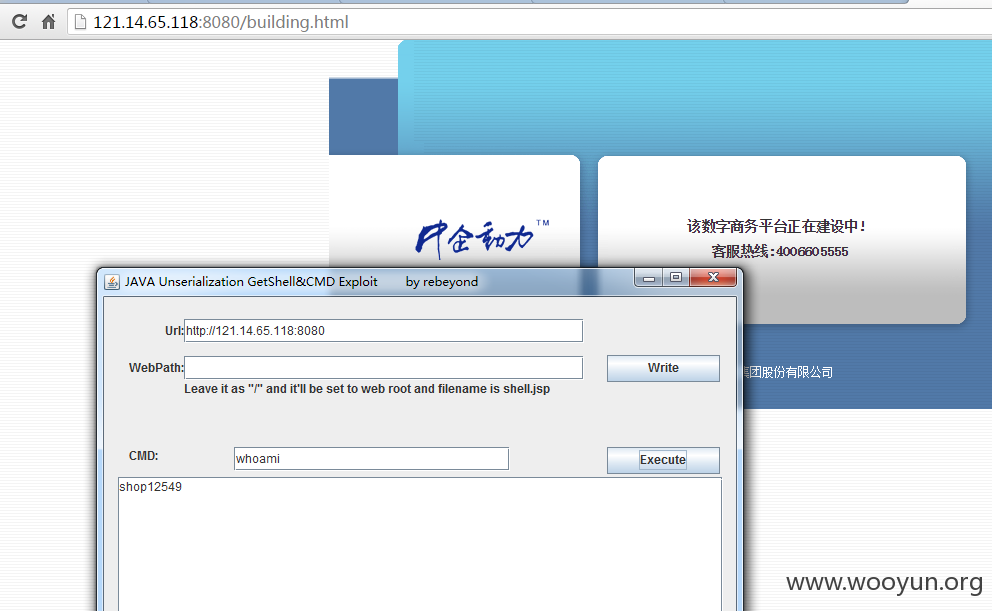 121.14.65.118:8080/building.html
中企动力™
该数字商务平台正在建设中！
客服热线:4006605555
JAVA Unserialization GetShell&CMD Exploit by rebeyond
Url:
http://121.14.65.118:8080
WebPath:
Write
Leave it as "/" and it'll be set to web root and filename is shell.jsp
CMD:
whoami
Execute
shop12549
集团股份有限公司
www.wooyun.org